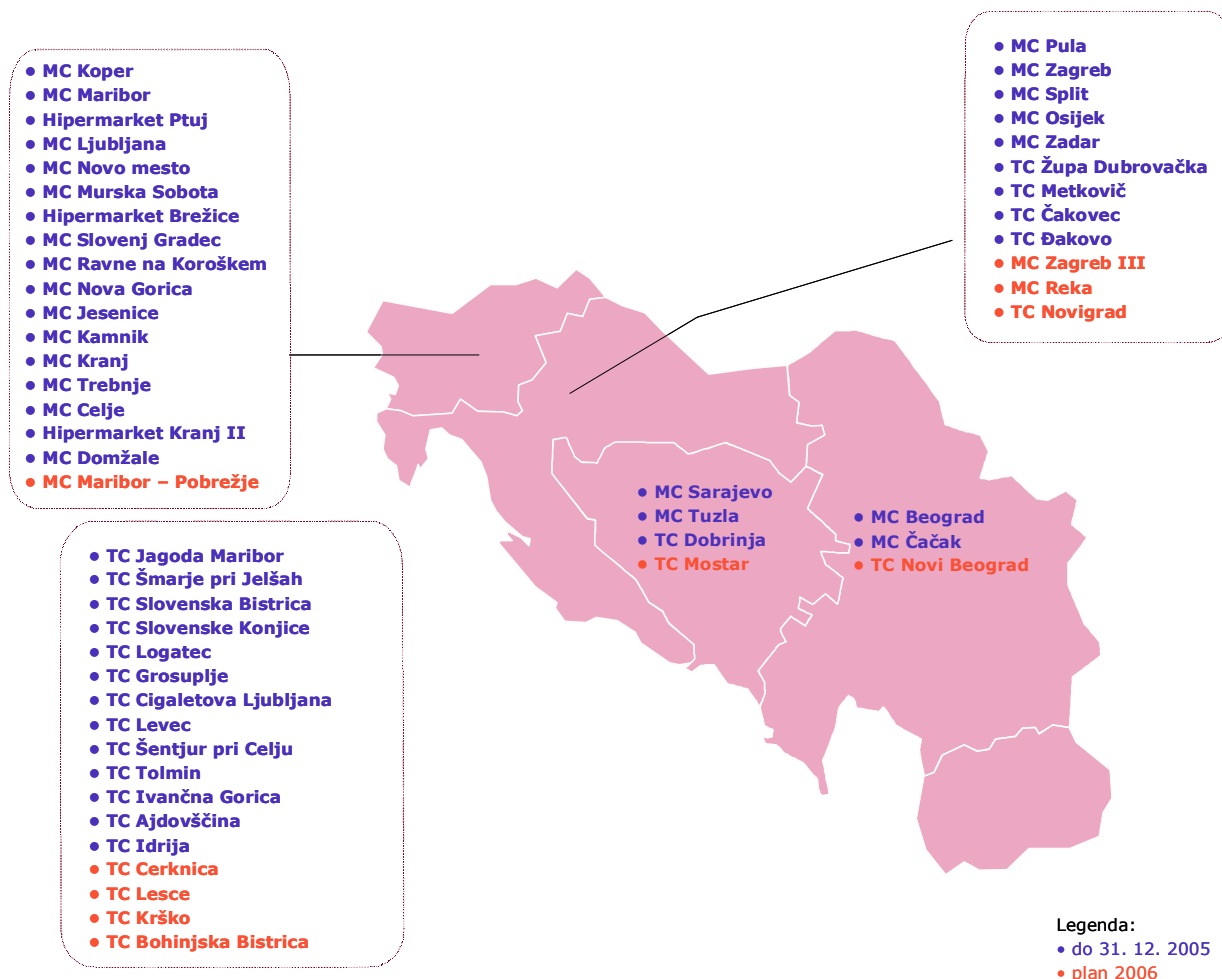 • MC Koper
• MC Maribor
• Hipermarket Ptuj
• MC Ljubljana
• MC Novo mesto
• MC Murska Sobota
• Hipermarket Brežice
• MC Slovenj Gradec
• MC Ravne na Koroškem
• MC Nova Gorica
• MC Jesenice
• MC Kamnik
• MC Kranj
• MC Trebnje
• MC Celje
• Hipermarket Kranj II
• MC Domžale
• MC Maribor – Pobrežje
• TC Jagoda Maribor
• TC Šmarje pri Jelšah
• TC Slovenska Bistrica
• TC Slovenske Konjice
• TC Logatec
• TC Grosuplje
• TC Cigaletova Ljubljana
• TC Levec
• TC Šentjur pri Celju
• TC Tolmin
• TC Ivančna Gorica
• TC Ajdovščina
• TC Idrija
• TC Cerknica
• TC Lesce
• TC Krško
• TC Bohinjska Bistrica
• MC Pula
• MC Zagreb
• MC Split
• MC Osijek
• MC Zadar
• TC Župa Dubrovačka
• TC Metkovič
• TC Čakovec
• TC Đakovo
• MC Zagreb III
• MC Reka
• TC Novigrad
• MC Sarajevo
• MC Tuzla
• TC Dobrinja
• TC Mostar
• MC Beograd
• MC Čačak
• TC Novi Beograd
Legenda:
• do 31. 12. 2005
• plan 2006